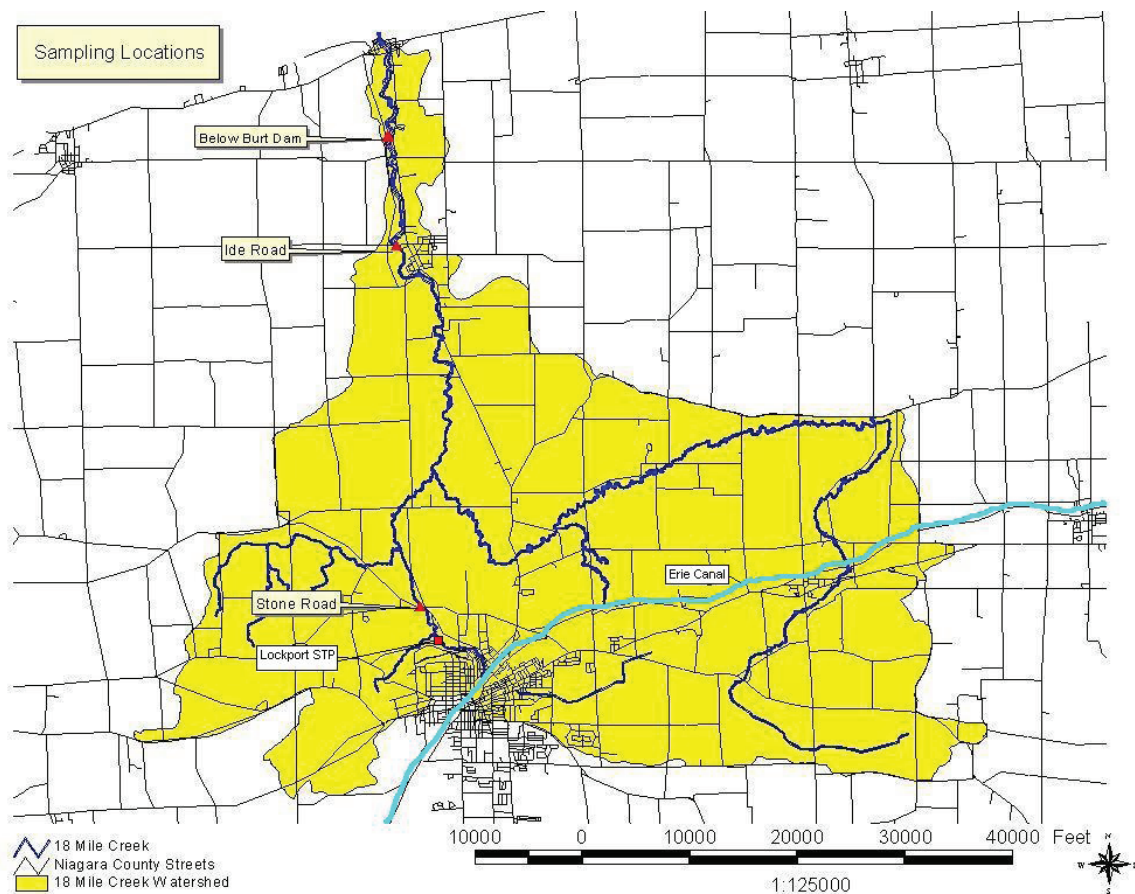 Sampling Locations
Below Burt Dam
Ide Road
Erie Canal
Stone Road
Lockport STP
18 Mile Creek
Niagara County Streets
18 Mile Creek Watershed
10000 0 10000 20000 30000 40000 Feet
1:125000
N
W
S